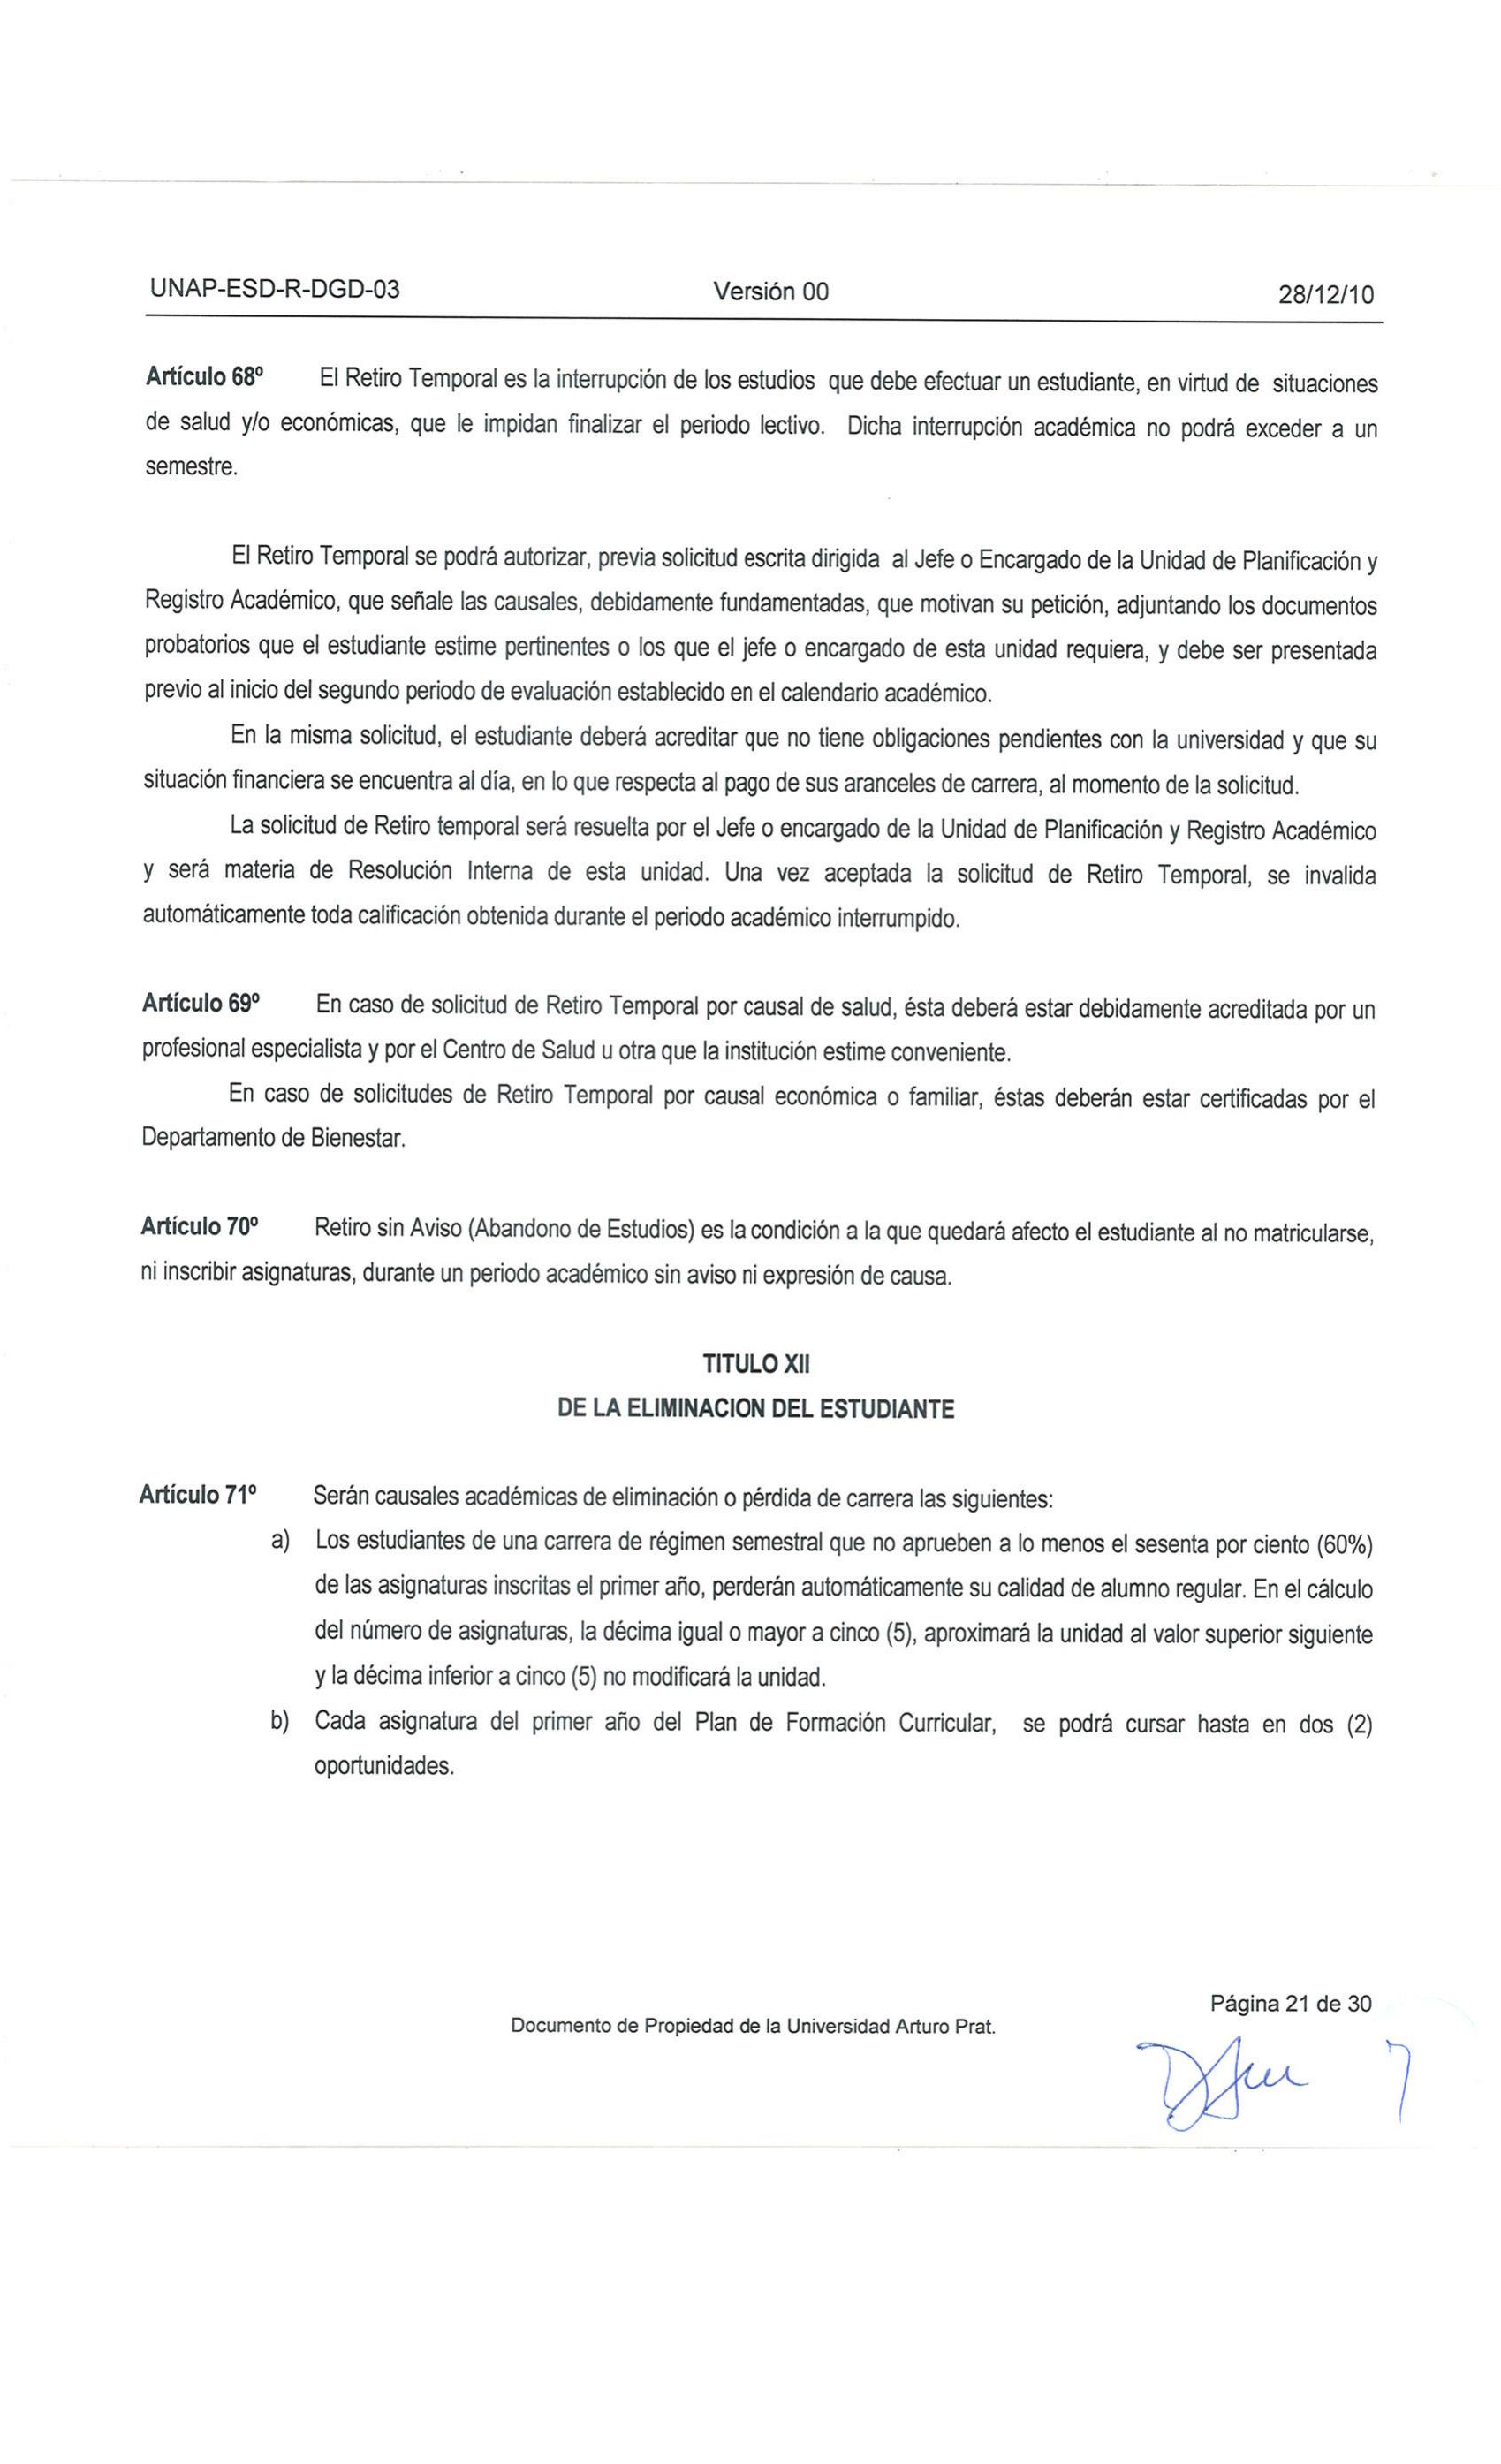 UNAP-ESD-R-DGD-03 Versión 00 28/12/10
Artículo 68º El Retiro Temporal es la interrupción de los estudios que debe efectuar un estudiante, en virtud de situaciones
de salud y/o económicas, que le impidan finalizar el periodo lectivo. Dicha interrupción académica no podrá exceder a un
semestre.
El Retiro Temporal se podrá autorizar, previa solicitud escrita dirigida al Jefe o Encargado de la Unidad de Planificación y
Registro Académico, que señale las causales, debidamente fundamentadas, que motivan su petición, adjuntando los documentos
probatorios que el estudiante estime pertinentes o los que el jefe o encargado de esta unidad requiera, y debe ser presentada
previo al inicio del segundo periodo de evaluación establecido en el calendario académico.
En la misma solicitud, el estudiante deberá acreditar que no tiene obligaciones pendientes con la universidad y que su
situación financiera se encuentra al día, en lo que respecta al pago de sus aranceles de carrera, al momento de la solicitud.
La solicitud de Retiro temporal será resuelta por el Jefe o encargado de la Unidad de Planificación y Registro Académico
y será materia de Resolución Interna de esta unidad. Una vez aceptada la solicitud de Retiro Temporal, se invalida
automáticamente toda calificación obtenida durante el periodo académico interrumpido.
Artículo 69º En caso de solicitud de Retiro Temporal por causal de salud, ésta deberá estar debidamente acreditada por un
profesional especialista y por el Centro de Salud u otra que la institución estime conveniente.
En caso de solicitudes de Retiro Temporal por causal económica o familiar, éstas deberán estar certificadas por el
Departamento de Bienestar.
Artículo 70º Retiro sin Aviso (Abandono de Estudios) es la condición a la que quedará afecto el estudiante al no matricularse,
ni inscribir asignaturas, durante un periodo académico sin aviso ni expresión de causa.
TITULO XII
DE LA ELIMINACION DEL ESTUDIANTE
Artículo 71º Serán causales académicas de eliminación o pérdida de carrera las siguientes:
a) Los estudiantes de una carrera de régimen semestral que no aprueben a lo menos el sesenta por ciento (60%)
de las asignaturas inscritas el primer año, perderán automáticamente su calidad de alumno regular. En el cálculo
del número de asignaturas, la décima igual o mayor a cinco (5), aproximará la unidad al valor superior siguiente
y la décima inferior a cinco (5) no modificará la unidad.
b) Cada asignatura del primer año del Plan de Formación Curricular, se podrá cursar hasta en dos (2)
oportunidades.
Página 21 de 30
Documento de Propiedad de la Universidad Arturo Prat.